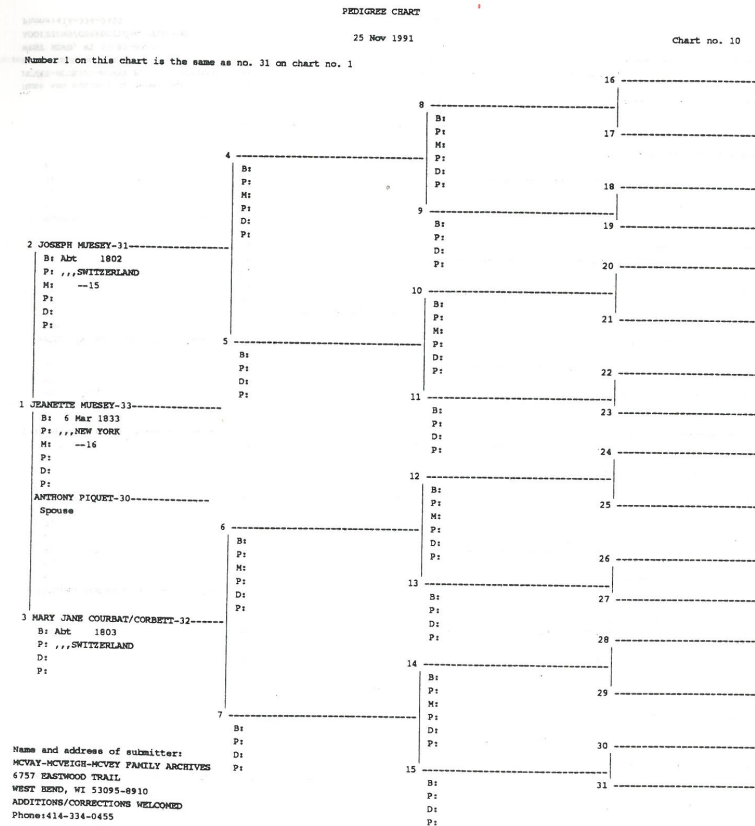 PEDIGREE CHART
25 Nov 1991
Chart no. 10
Number 1 on this chart is the same as no. 31 on chart no. 1
16
8
B:
P:
M:
P:
D:
P:
17
4
B:
P:
M:
P:
D:
P:
18
9
B:
P:
D:
P:
19
2 JOSEPH MUESEY-31
B: Abt 1802
P: ,,,SWITZERLAND
M: --15
P:
D:
P:
20
10
B:
P:
M:
P:
D:
P:
21
5
B:
P:
D:
P:
22
11
B:
P:
D:
P:
23
1 JEANETTE MUESEY-33
B: 6 Mar 1833
P: ,,,NEW YORK
M: --16
P:
D:
P:
ANTHONY PIQUET-30
Spouse
24
12
B:
P:
M:
P:
D:
P:
25
6
B:
P:
M:
P:
D:
P:
26
13
B:
P:
D:
P:
27
3 MARY JANE COURBAT/CORBETT-32
B: Abt 1803
P: ,,,SWITZERLAND
D:
P:
28
14
B:
P:
M:
P:
D:
P:
29
7
B:
P:
D:
P:
30
15
B:
P:
D:
P:
31
Name and address of submitter:
MCVAY-MCVEIGH-MCVEY FAMILY ARCHIVES
6757 EASTWOOD TRAIL
WEST BEND, WI 53095-8910
ADDITIONS/CORRECTIONS WELCOMED
Phone:414-334-0455